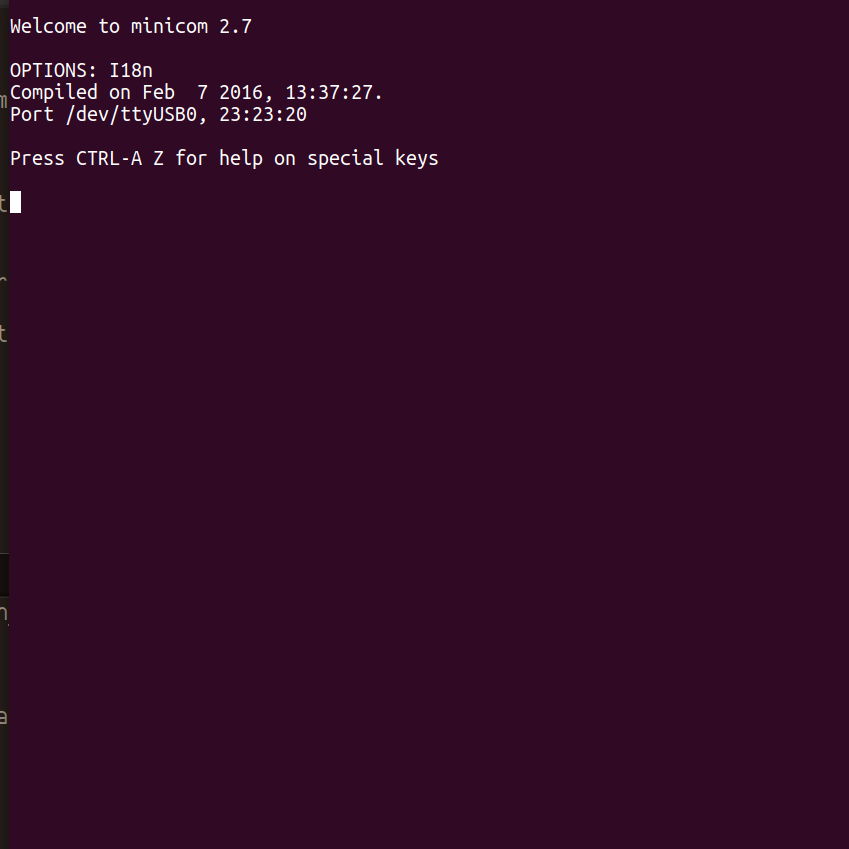 Welcome to minicom 2.7
OPTIONS: I18n
Compiled on Feb  7 2016, 13:37:27.
Port /dev/ttyUSB0, 23:23:20
Press CTRL-A Z for help on special keys